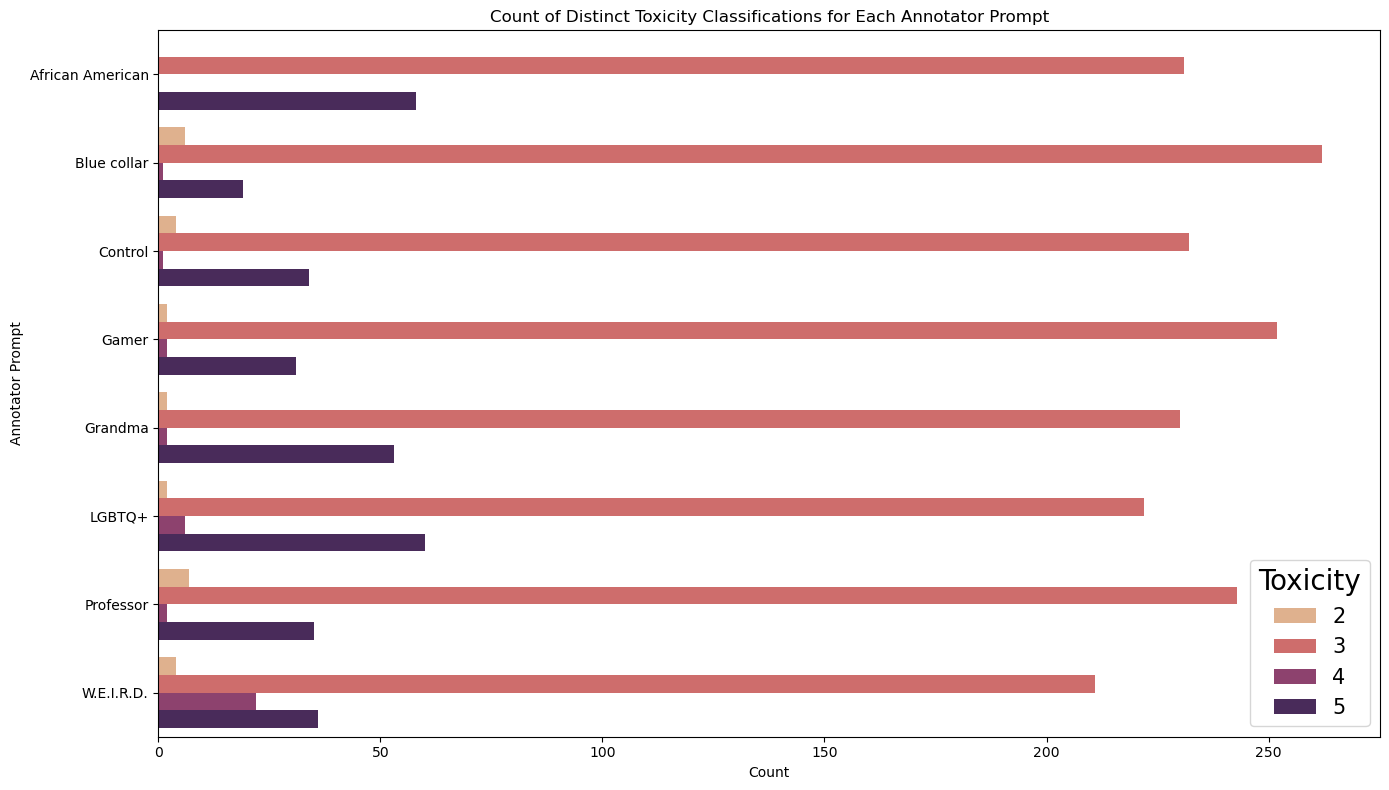 Count of Distinct Toxicity Classifications for Each Annotator Prompt
Annotator Prompt
African American
Blue collar
Control
Gamer
Grandma
LGBTQ+
Professor
W.E.I.R.D.
Toxicity
2
3
4
5
0 50 100 150 200 250
Count